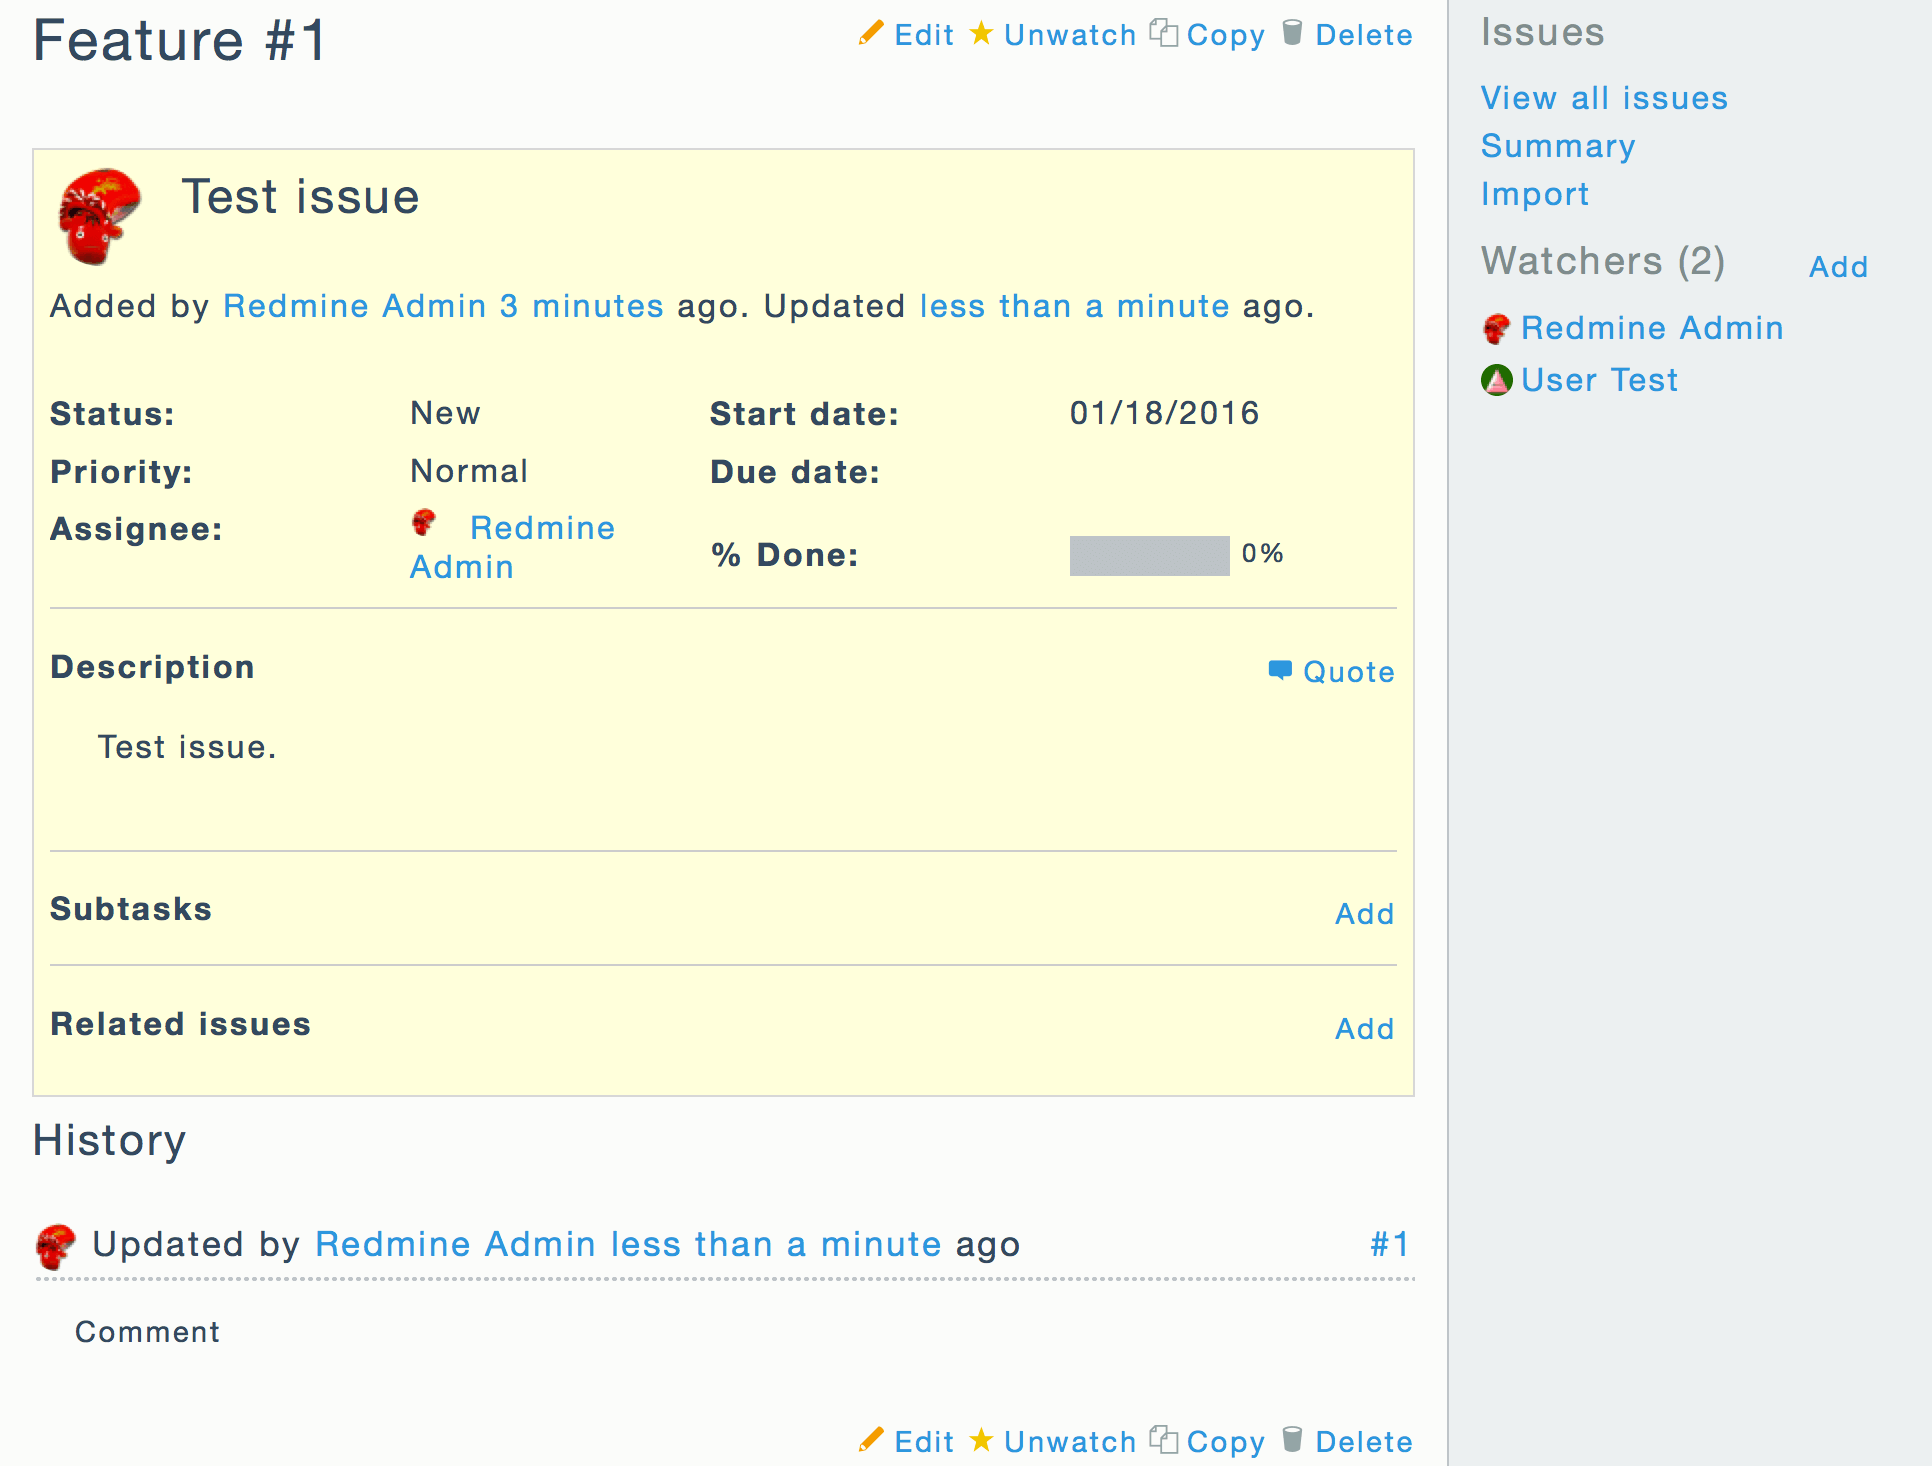 Feature #1
Edit Unwatch Copy Delete
Test issue
Added by Redmine Admin 3 minutes ago. Updated less than a minute ago.
Status: New Start date: 01/18/2016
Priority: Normal Due date:
Assignee: Redmine Admin % Done: 0%
Description Quote
Test issue.
Subtasks Add
Related issues Add
History
Updated by Redmine Admin less than a minute ago #1
Comment
Edit Unwatch Copy Delete
Issues
View all issues
Summary
Import
Watchers (2) Add
Redmine Admin
User Test